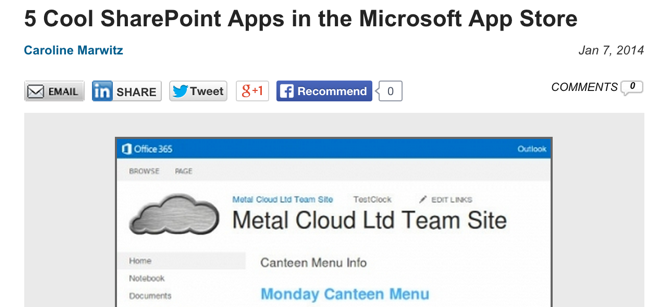 5 Cool SharePoint Apps in the Microsoft App Store
Caroline Marwitz Jan 7, 2014
EMAIL in SHARE Tweet g+1 f Recommend 0 COMMENTS 0
Office 365 Outlook
BROWSE PAGE
Metal Cloud Ltd Team Site TestClock EDIT LINKS
Metal Cloud Ltd Team Site
Home
Canteen Menu Info
Notebook
Documents
Monday Canteen Menu